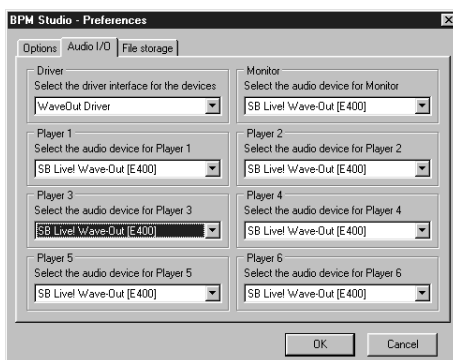 BPM Studio - Preferences
Options Audio I/O File storage
Driver
Select the driver interface for the devices
WaveOut Driver
Monitor
Select the audio device for Monitor
SB Live! Wave-Out [E400]
Player 1
Select the audio device for Player 1
SB Live! Wave-Out [E400]
Player 2
Select the audio device for Player 2
SB Live! Wave-Out [E400]
Player 3
Select the audio device for Player 3
SB Live! Wave-Out [E400]
Player 4
Select the audio device for Player 4
SB Live! Wave-Out [E400]
Player 5
Select the audio device for Player 5
SB Live! Wave-Out [E400]
Player 6
Select the audio device for Player 6
SB Live! Wave-Out [E400]
OK Cancel